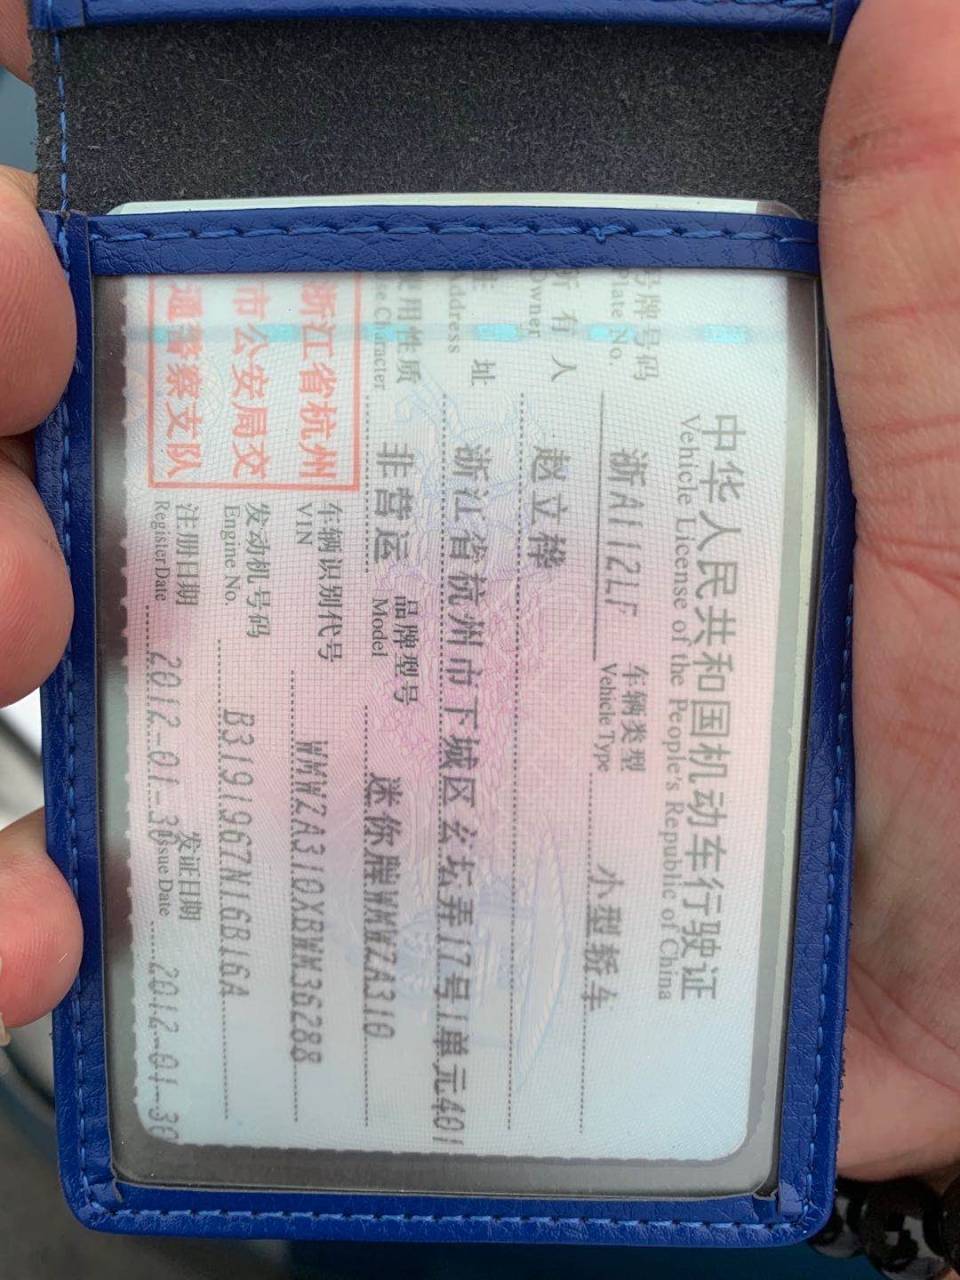 中华人民共和国机动车行驶证
Vehicle License of the People's Republic of China
号牌号码 浙A112LF 车辆类型 小型轿车
Plate No. Vehicle Type
所有人 赵立桦
Owner
住址 浙江省杭州市下城区玄坛弄17号1单元401
Address
使用性质 非营运 品牌型号 迷你牌WMWZA310
Use Character Model
浙江省杭州
市公安局交
通警察支队
车辆识别代号 WMWZA310XBWM36288
VIN
发动机号码 B3191967N16B16A
Engine No.
注册日期 2012-01-30 发证日期 2012-01-30
Register Date Issue Date